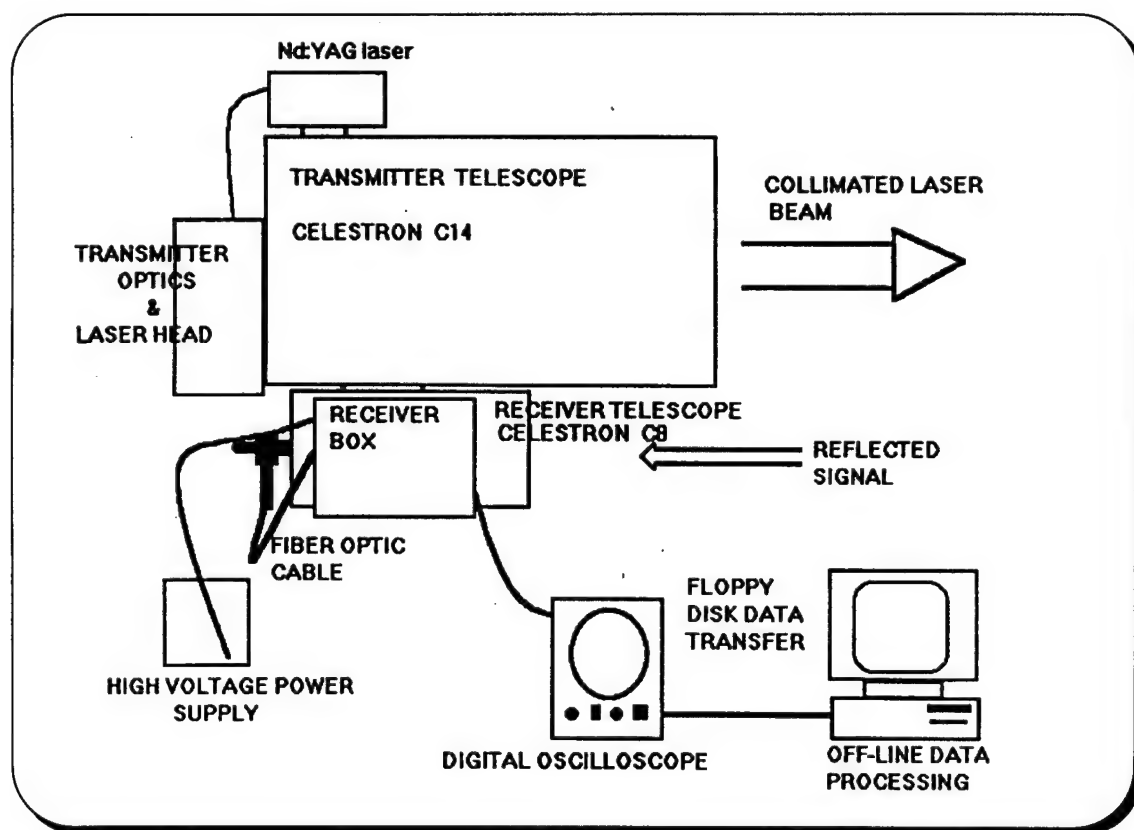 Nd:YAG laser
TRANSMITTER TELESCOPE
CELESTRON C14
COLLIMATED LASER
BEAM
TRANSMITTER
OPTICS
&
LASER HEAD
RECEIVER
BOX
RECEIVER TELESCOPE
CELESTRON C8
REFLECTED
SIGNAL
FIBER OPTIC
CABLE
HIGH VOLTAGE POWER
SUPPLY
FLOPPY
DISK DATA
TRANSFER
DIGITAL OSCILLOSCOPE
OFF-LINE DATA
PROCESSING